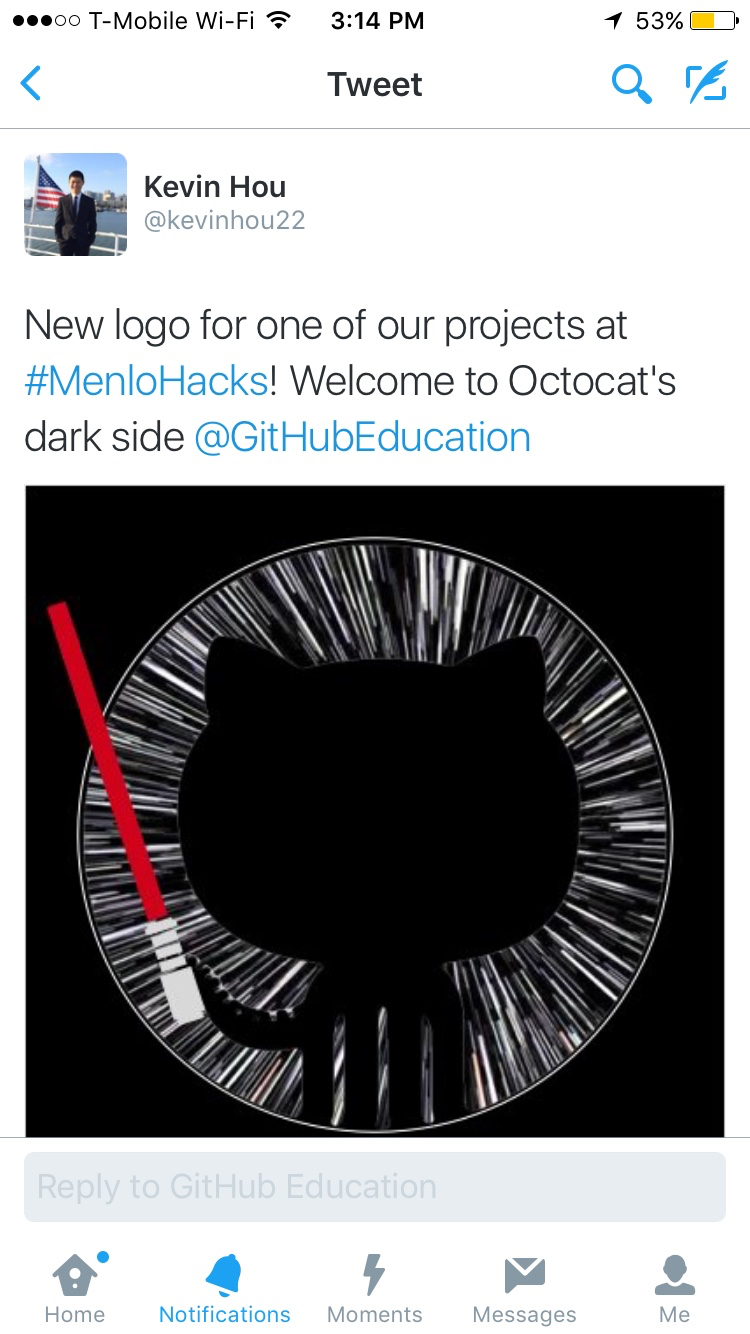 T-Mobile Wi-Fi 3:14 PM 53%
Tweet
Kevin Hou
@kevinhou22
New logo for one of our projects at
#MenloHacks! Welcome to Octocat's
dark side @GitHubEducation
Reply to GitHub Education
Home Notifications Moments Messages Me